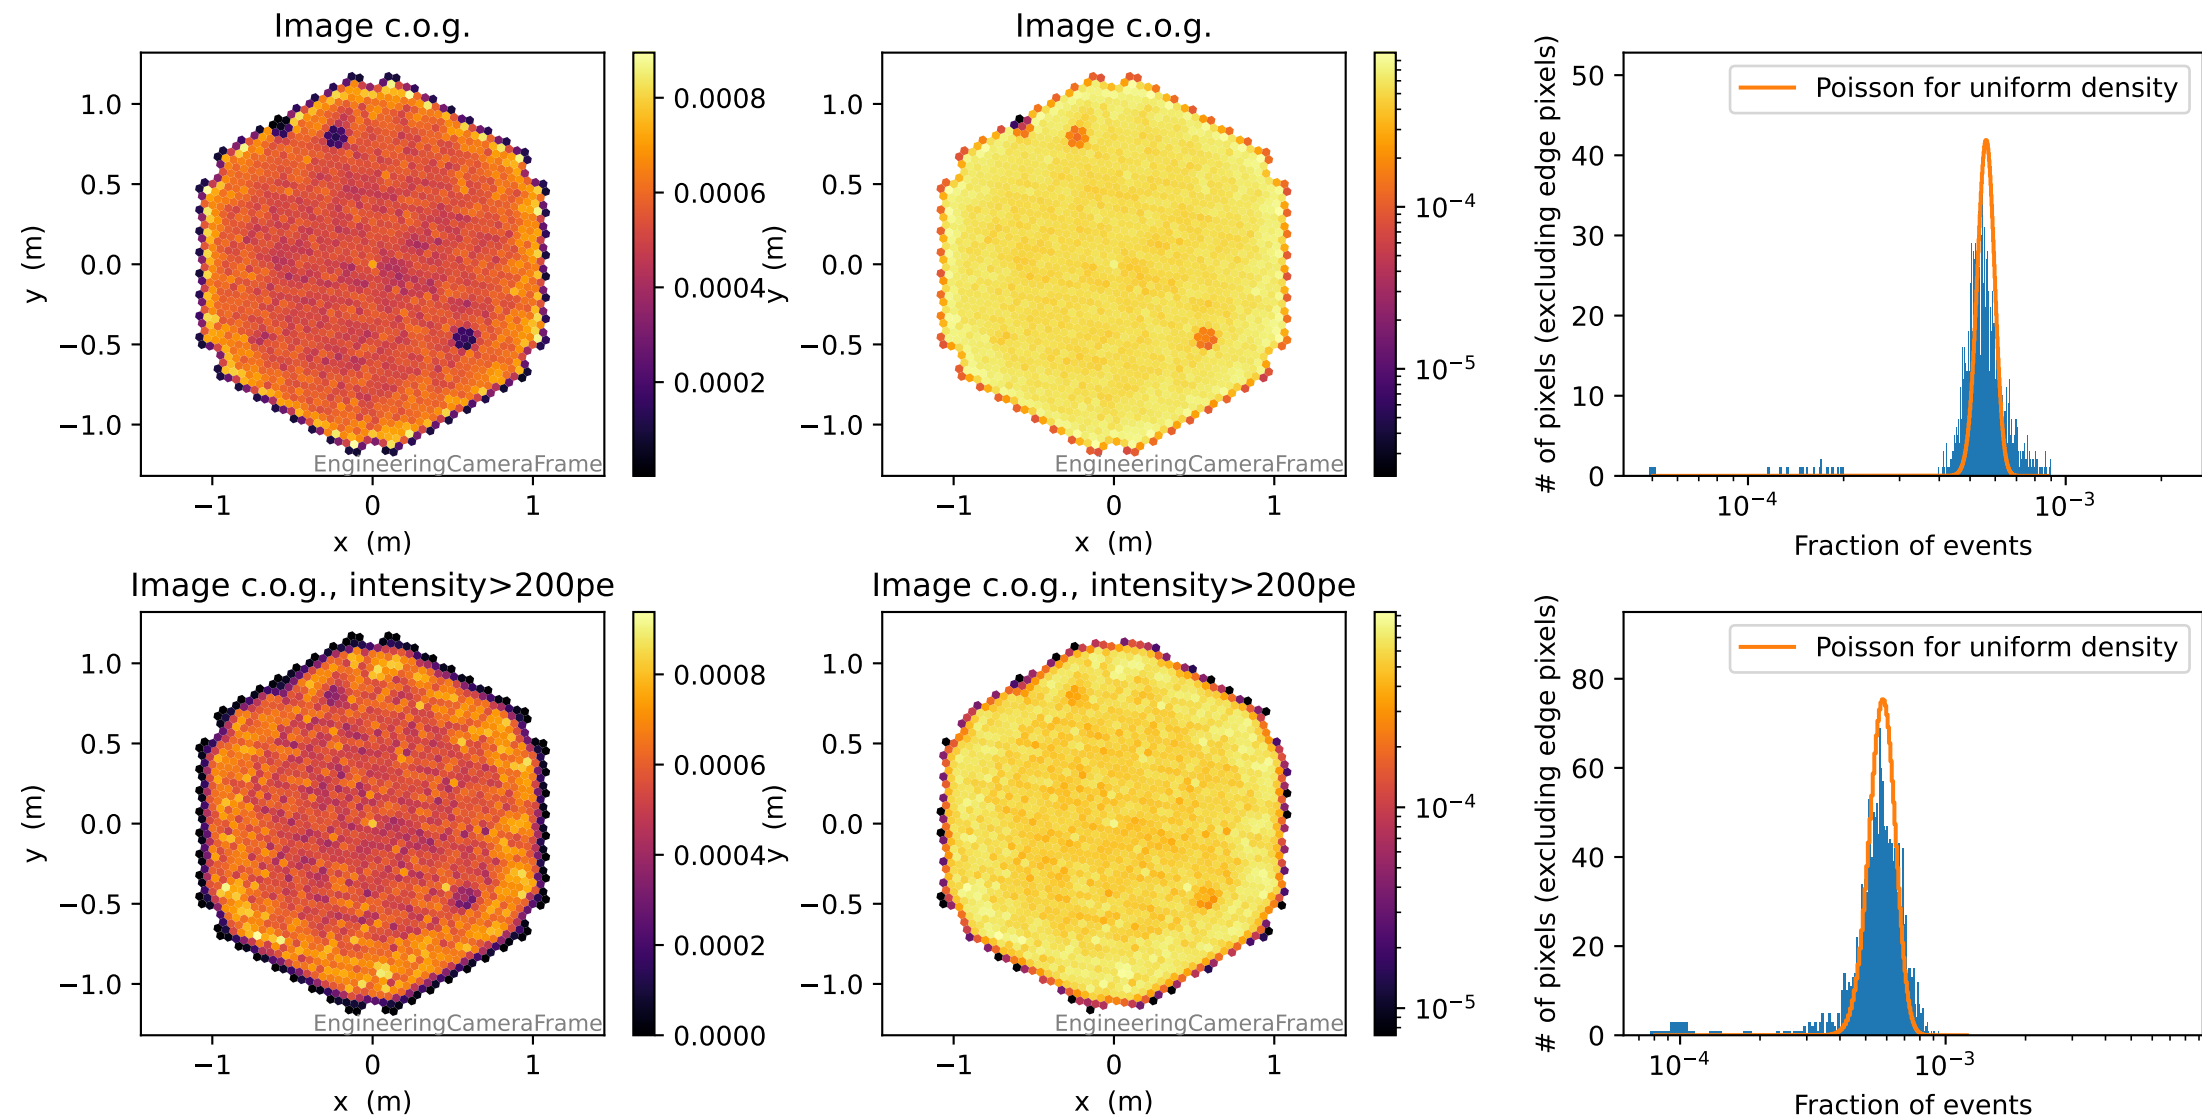 Image c.o.g.
1.0
0.5
0.0
−0.5
−1.0
y (m)
−1
0
1
x (m)
EngineeringCameraFrame
0.0008
0.0006
0.0004
0.0002
Image c.o.g.
1.0
0.5
0.0
−0.5
−1.0
y (m)
−1
0
1
x (m)
EngineeringCameraFrame
10⁻⁴
10⁻⁵
# of pixels (excluding edge pixels)
50
40
30
20
10
0
Poisson for uniform density
10⁻⁴
10⁻³
Fraction of events
Image c.o.g., intensity>200pe
1.0
0.5
0.0
−0.5
−1.0
y (m)
−1
0
1
x (m)
EngineeringCameraFrame
0.0008
0.0006
0.0004
0.0002
0.0000
Image c.o.g., intensity>200pe
1.0
0.5
0.0
−0.5
−1.0
y (m)
−1
0
1
x (m)
EngineeringCameraFrame
10⁻⁴
10⁻⁵
# of pixels (excluding edge pixels)
80
60
40
20
0
Poisson for uniform density
10⁻⁴
10⁻³
Fraction of events